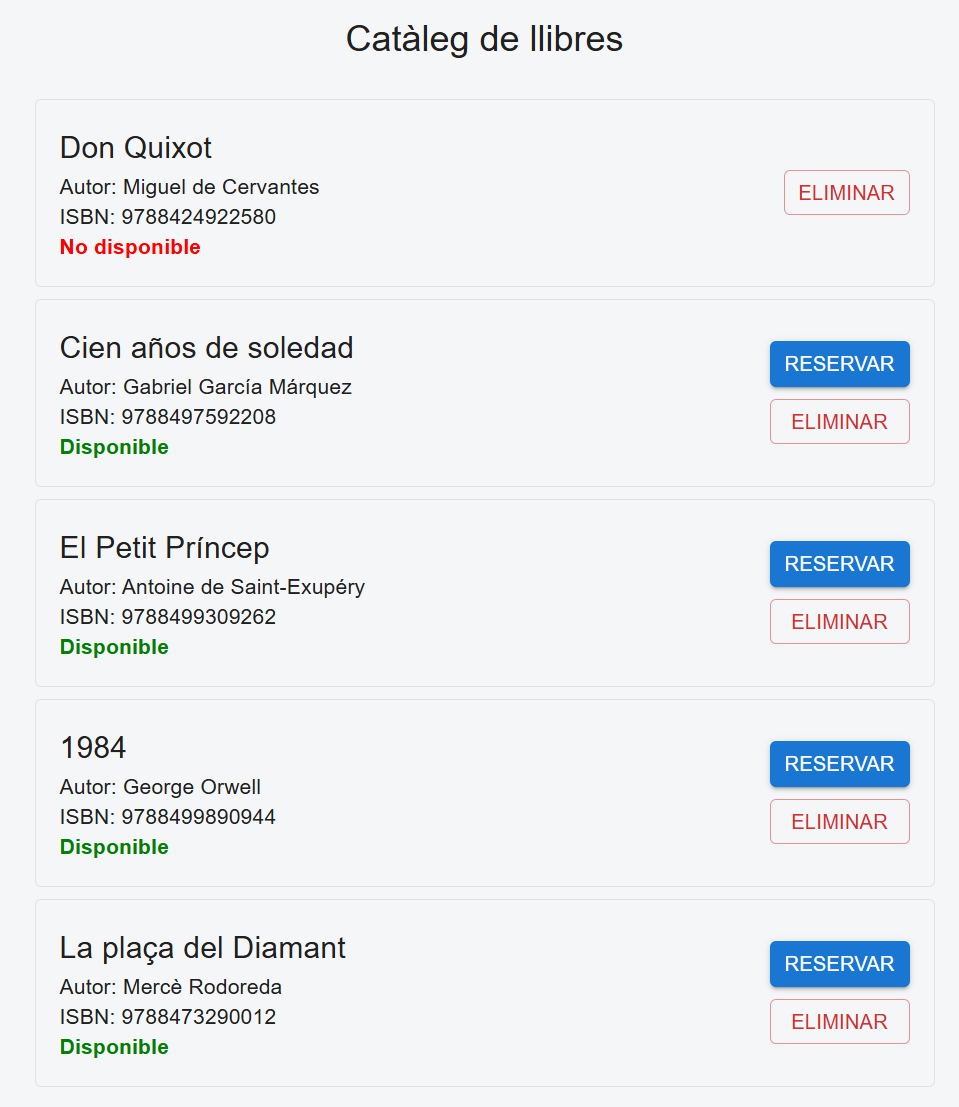 Catàleg de llibres
Don Quixot
Autor: Miguel de Cervantes
ISBN: 9788424922580
No disponible
ELIMINAR
Cien años de soledad
Autor: Gabriel García Márquez
ISBN: 9788497592208
Disponible
RESERVAR
ELIMINAR
El Petit Príncep
Autor: Antoine de Saint-Exupéry
ISBN: 9788499309262
Disponible
RESERVAR
ELIMINAR
1984
Autor: George Orwell
ISBN: 9788499890944
Disponible
RESERVAR
ELIMINAR
La plaça del Diamant
Autor: Mercè Rodoreda
ISBN: 9788473290012
Disponible
RESERVAR
ELIMINAR